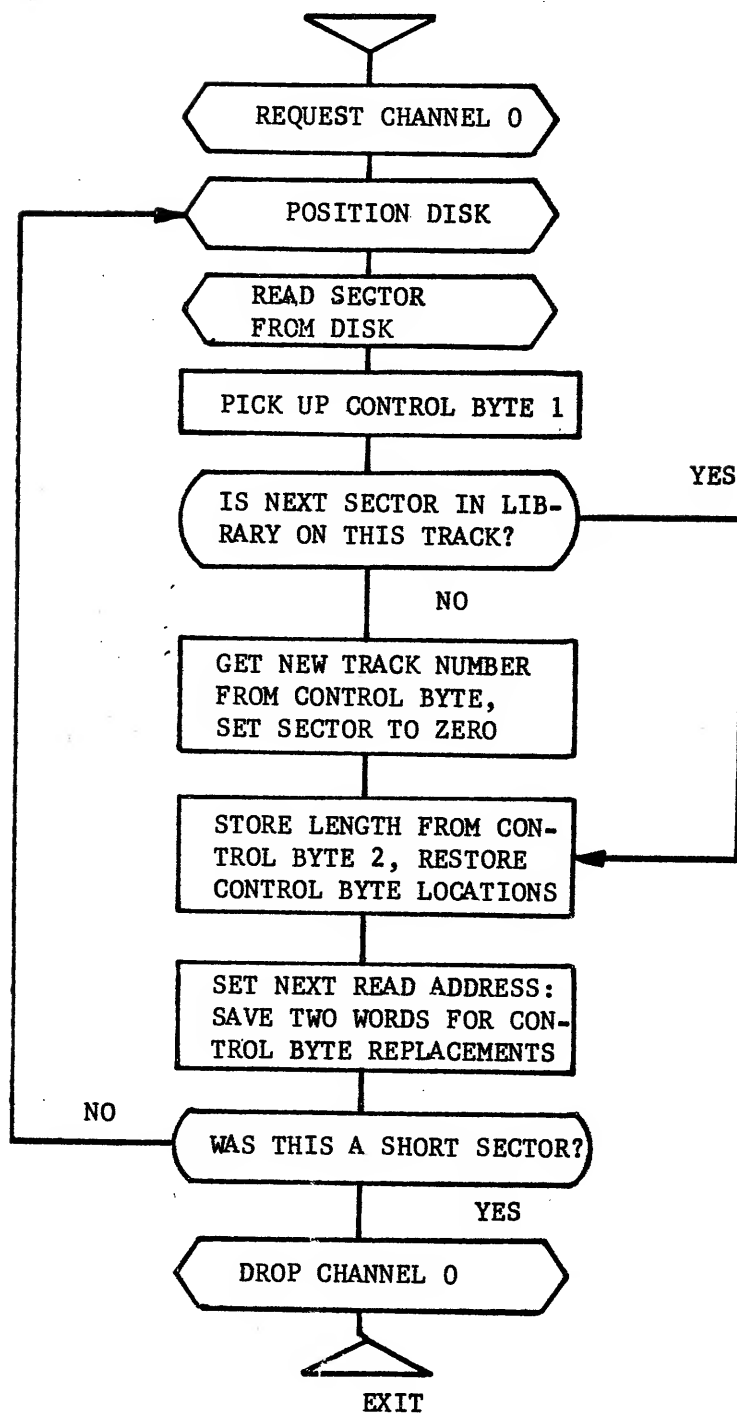 REQUEST CHANNEL 0
POSITION DISK
READ SECTOR
FROM DISK
PICK UP CONTROL BYTE 1
YES
IS NEXT SECTOR IN LIB-
RARY ON THIS TRACK?
NO
GET NEW TRACK NUMBER
FROM CONTROL BYTE,
SET SECTOR TO ZERO
STORE LENGTH FROM CON-
TROL BYTE 2, RESTORE
CONTROL BYTE LOCATIONS
SET NEXT READ ADDRESS:
SAVE TWO WORDS FOR CON-
TROL BYTE REPLACEMENTS
NO
WAS THIS A SHORT SECTOR?
YES
DROP CHANNEL 0
EXIT